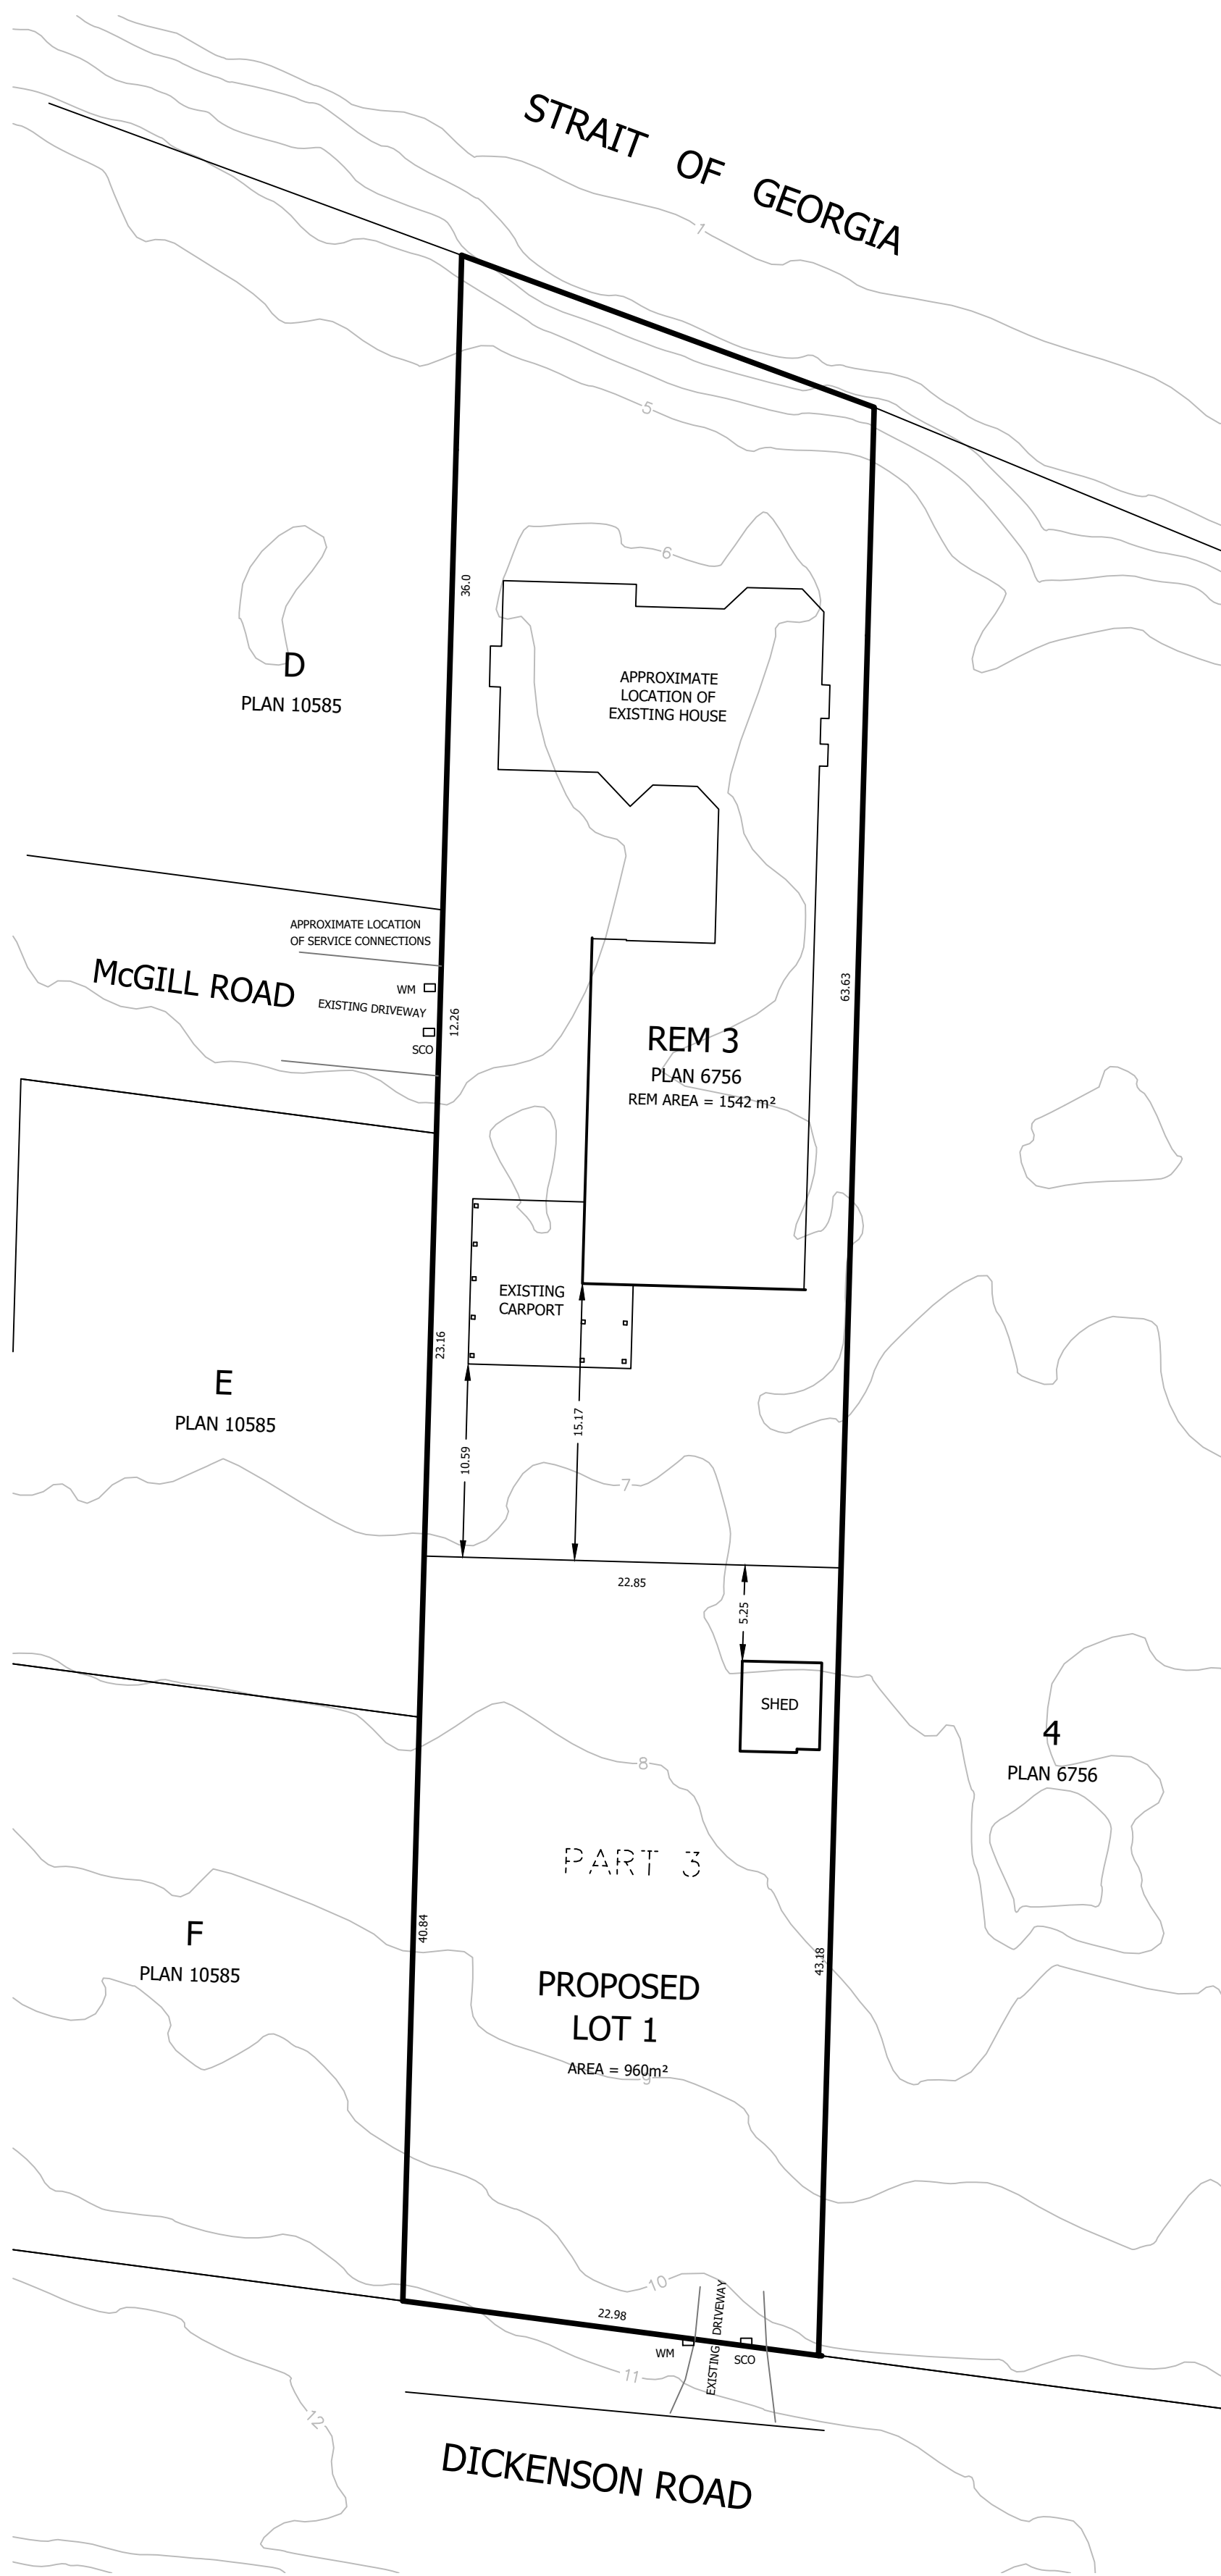 STRAIT OF GEORGIA
1
5
6
36.0
APPROXIMATE
LOCATION OF
EXISTING HOUSE
D
PLAN 10585
APPROXIMATE LOCATION
OF SERVICE CONNECTIONS
McGILL ROAD
WM
EXISTING DRIVEWAY
SCO
12.26
63.63
REM 3
PLAN 6756
REM AREA = 1542 m²
EXISTING
CARPORT
23.16
E
PLAN 10585
10.59
15.17
7
22.85
5.25
SHED
4
PLAN 6756
8
PART 3
F
PLAN 10585
40.84
43.18
PROPOSED
LOT 1
AREA = 960m²
9
10
22.98
EXISTING DRIVEWAY
WM
SCO
11
12
DICKENSON ROAD